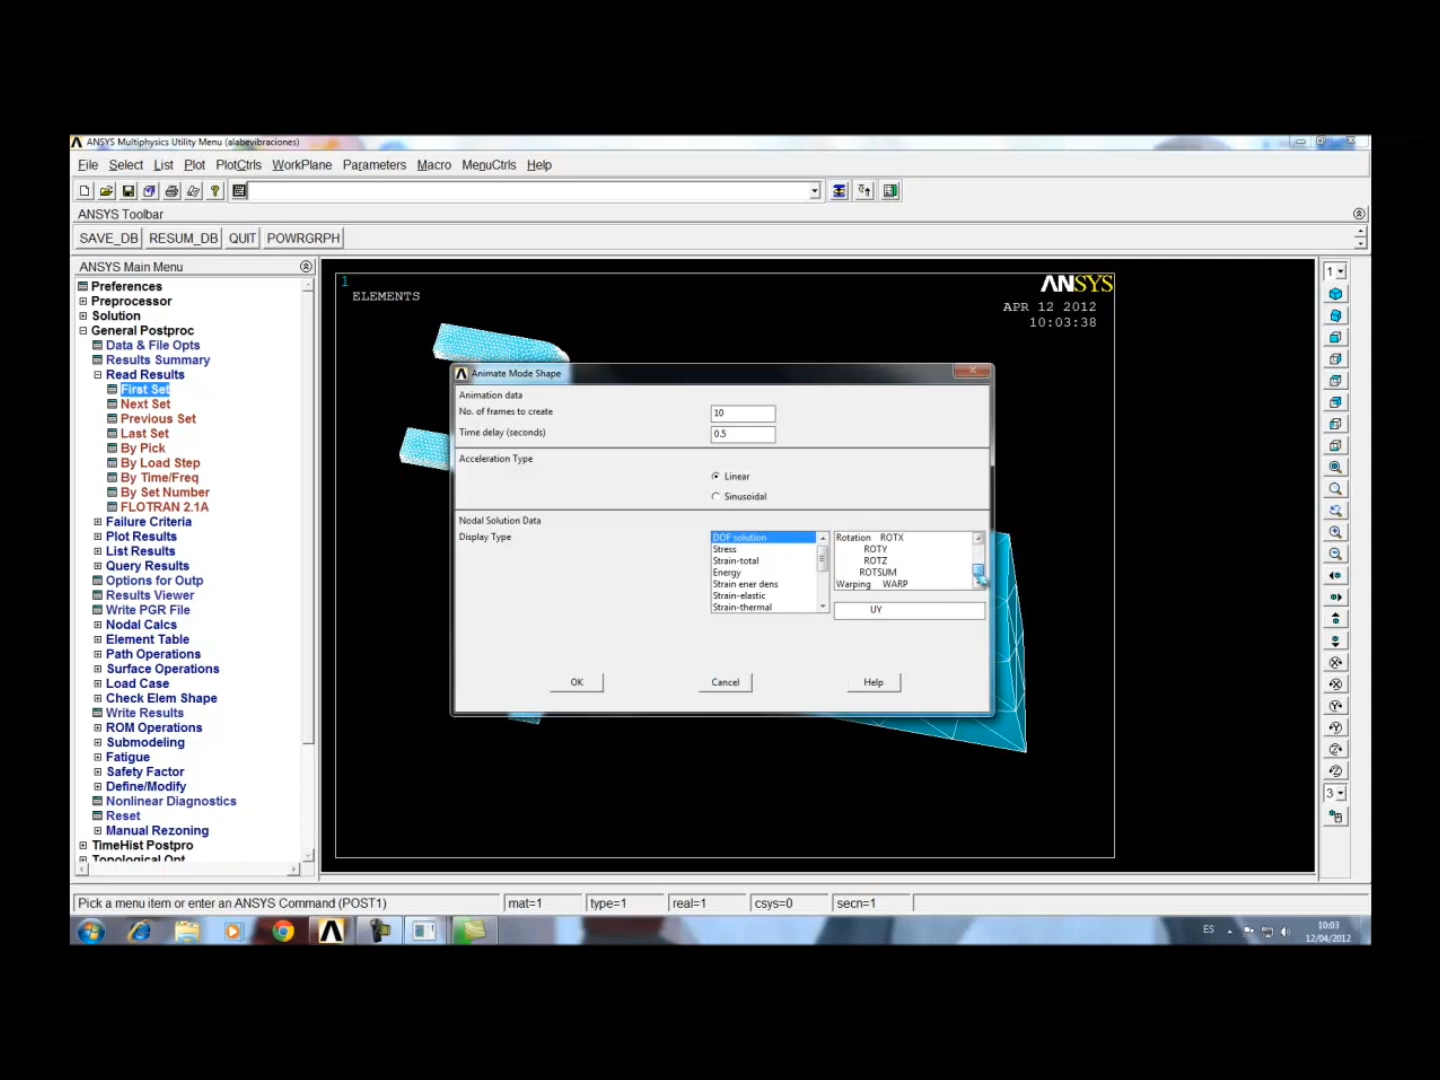 ANSYS Multiphysics Utility Menu (alabevibraciones)
File Select List Plot PlotCtrls WorkPlane Parameters Macro MenuCtrls Help
ANSYS Toolbar
SAVE_DB RESUM_DB QUIT POWRGRPH
ANSYS Main Menu
Preferences
Preprocessor
Solution
General Postproc
Data & File Opts
Results Summary
Read Results
First Set
Next Set
Previous Set
Last Set
By Pick
By Load Step
By Time/Freq
By Set Number
FLOTRAN 2.1A
Failure Criteria
Plot Results
List Results
Query Results
Options for Outp
Results Viewer
Write PGR File
Nodal Calcs
Element Table
Path Operations
Surface Operations
Load Case
Check Elem Shape
Write Results
ROM Operations
Submodeling
Fatigue
Safety Factor
Define/Modify
Nonlinear Diagnostics
Reset
Manual Rezoning
TimeHist Postpro
Topological Opt
1
ELEMENTS
ANSYS
APR 12 2012
10:03:38
Animate Mode Shape
Animation data
No. of frames to create 10
Time delay (seconds) 0.5
Acceleration Type
Linear
Sinusoidal
Nodal Solution Data
Display Type
DOF solution
Stress
Strain-total
Energy
Strain ener dens
Strain-elastic
Strain-thermal
Rotation ROTX
ROTY
ROTZ
ROTSUM
Warping WARP
UY
OK Cancel Help
1
3
Pick a menu item or enter an ANSYS Command (POST1) mat=1 type=1 real=1 csys=0 secn=1
ES
10:03
12/04/2012